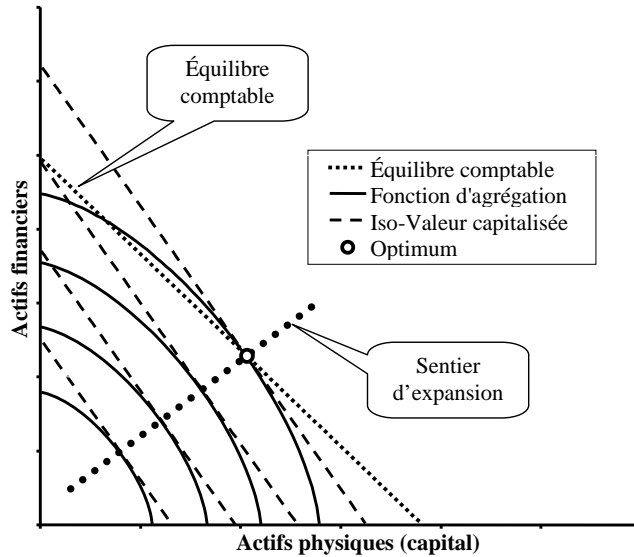 Équilibre
comptable
Équilibre comptable
Fonction d'agrégation
Iso-Valeur capitalisée
Optimum
Actifs financiers
Sentier
d’expansion
Actifs physiques (capital)